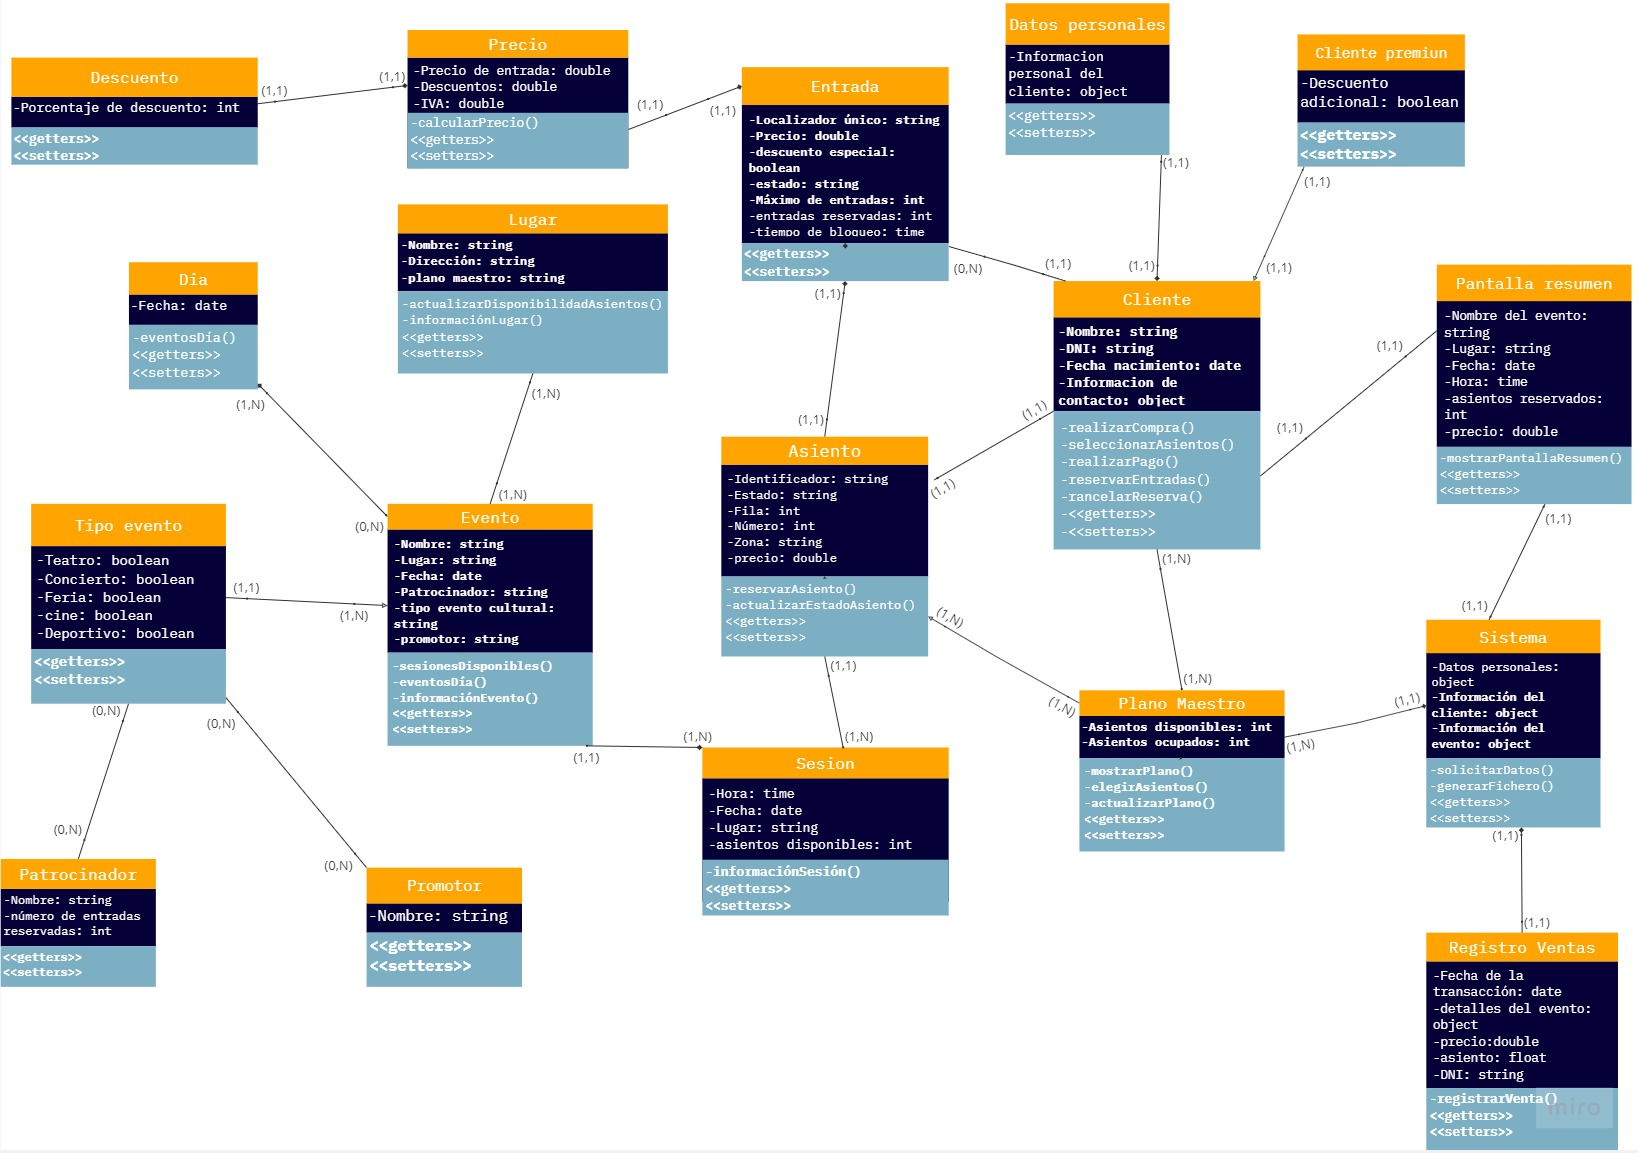 Descuento
-Porcentaje de descuento: int
<<getters>>
<<setters>>
(1,1)
(1,1)
Precio
-Precio de entrada: double
-Descuentos: double
-IVA: double
-calcularPrecio()
<<getters>>
<<setters>>
(1,1)
(1,1)
Entrada
-Localizador único: string
-Precio: double
-descuento especial:
boolean
-estado: string
-Máximo de entradas: int
-entradas reservadas: int
-tiempo de bloqueo: time
<<getters>>
<<setters>>
(0,N)
(1,1)
(1,1)
(1,1)
Datos personales
-Informacion
personal del
cliente: object
<<getters>>
<<setters>>
(1,1)
(1,1)
Cliente premiun
-Descuento
adicional: boolean
<<getters>>
<<setters>>
(1,1)
(1,1)
Lugar
-Nombre: string
-Dirección: string
-plano maestro: string
-actualizarDisponibilidadAsientos()
-informaciónLugar()
<<getters>>
<<setters>>
(1,N)
(1,N)
Dia
-Fecha: date
-eventosDía()
<<getters>>
<<setters>>
(1,N)
(0,N)
Cliente
-Nombre: string
-DNI: string
-Fecha nacimiento: date
-Informacion de
contacto: object
-realizarCompra()
-seleccionarAsientos()
-realizarPago()
-reservarEntradas()
-rancelarReserva()
-<<getters>>
-<<setters>>
(1,1)
(1,1)
(1,1)
(1,1)
(1,N)
(1,N)
Pantalla resumen
-Nombre del evento:
string
-Lugar: string
-Fecha: date
-Hora: time
-asientos reservados:
int
-precio: double
-mostrarPantallaResumen()
<<getters>>
<<setters>>
(1,1)
(1,1)
Asiento
-Identificador: string
-Estado: string
-Fila: int
-Número: int
-Zona: string
-precio: double
-reservarAsiento()
-actualizarEstadoAsiento()
<<getters>>
<<setters>>
(1,N)
(1,N)
(1,1)
(1,N)
Tipo evento
-Teatro: boolean
-Concierto: boolean
-Feria: boolean
-cine: boolean
-Deportivo: boolean
<<getters>>
<<setters>>
(1,1)
(1,N)
(0,N)
(0,N)
(0,N)
(0,N)
Evento
-Nombre: string
-Lugar: string
-Fecha: date
-Patrocinador: string
-tipo evento cultural:
string
-promotor: string
-sesionesDisponibles()
-eventosDía()
-informaciónEvento()
<<getters>>
<<setters>>
(1,1)
(1,N)
Sistema
-Datos personales:
object
-Información del
cliente: object
-Información del
evento: object
-solicitarDatos()
-generarFichero()
<<getters>>
<<setters>>
(1,1)
(1,1)
Plano Maestro
-Asientos disponibles: int
-Asientos ocupados: int
-mostrarPlano()
-elegirAsientos()
-actualizarPlano()
<<getters>>
<<setters>>
(1,N)
(1,1)
Sesion
-Hora: time
-Fecha: date
-Lugar: string
-asientos disponibles: int
-informaciónSesión()
<<getters>>
<<setters>>
Patrocinador
-Nombre: string
-número de entradas
reservadas: int
<<getters>>
<<setters>>
Promotor
-Nombre: string
<<getters>>
<<setters>>
Registro Ventas
-Fecha de la
transacción: date
-detalles del evento:
object
-precio:double
-asiento: float
-DNI: string
-registrarVenta()
<<getters>>
<<setters>>
miro